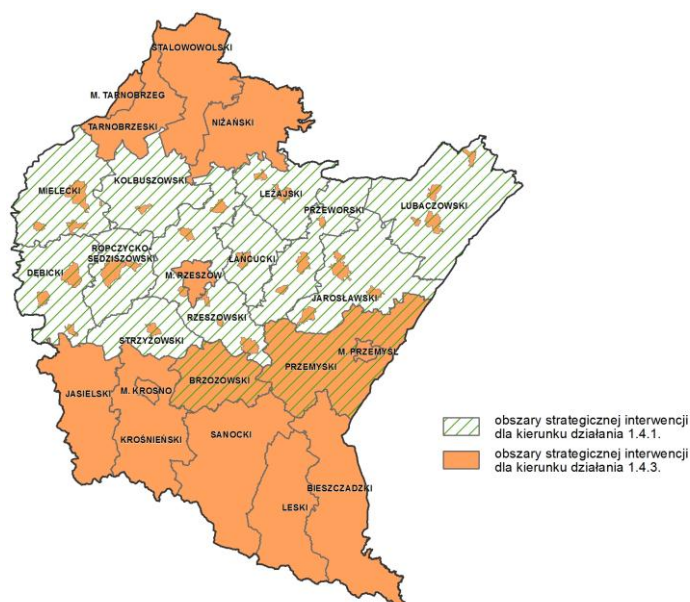 STALOWOWOLSKI
M. TARNOBRZEG
TARNOBRZESKI
NIŻAŃSKI
MIELECKI
KOLBUSZOWSKI
LEŻAJSKI
PRZEWORSKI
LUBACZOWSKI
ROPCZYCKO-
SĘDZISZOWSKI
DĘBICKI
M. RZESZÓW
ŁAŃCUCKI
RZESZOWSKI
JAROSŁAWSKI
STRZYŻOWSKI
M. PRZEMYŚL
PRZEMYSKI
BRZOZOWSKI
JASIELSKI
M. KROSNO
KROŚNIEŃSKI
SANOCKI
BIESZCZADZKI
LESKI
obszary strategicznej interwencji
dla kierunku działania 1.4.1.
obszary strategicznej interwencji
dla kierunku działania 1.4.3.